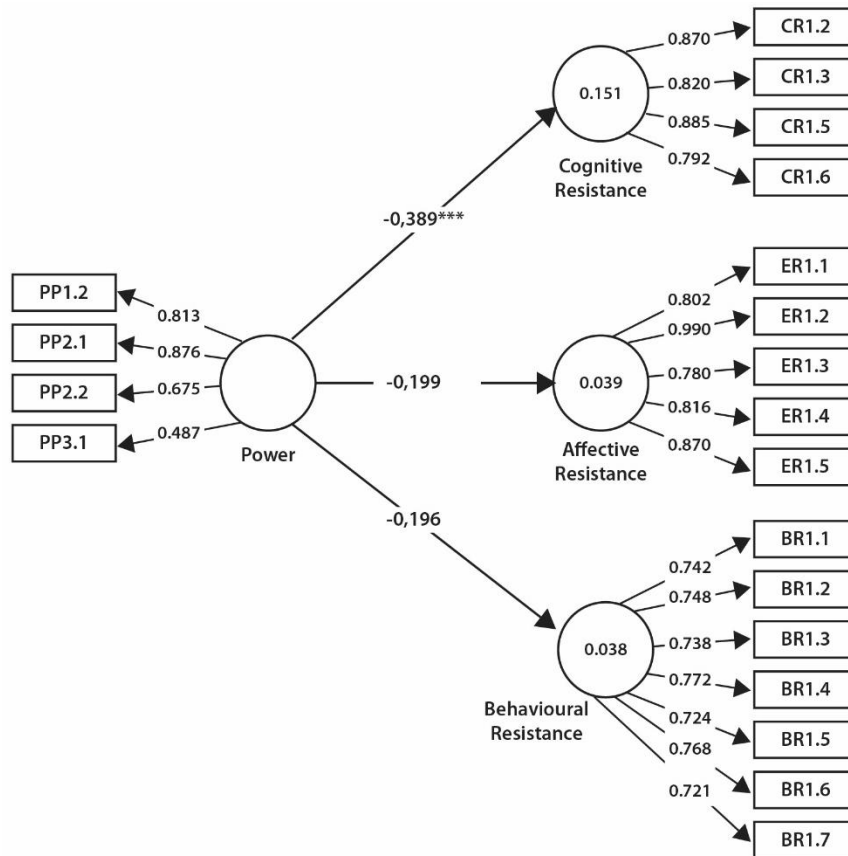 PP1.2
PP2.1
PP2.2
PP3.1
0.813
0.876
0.675
0.487
Power
-0,389***
-0,199
-0,196
0.151
Cognitive
Resistance
0.870
0.820
0.885
0.792
CR1.2
CR1.3
CR1.5
CR1.6
0.039
Affective
Resistance
0.802
0.990
0.780
0.816
0.870
ER1.1
ER1.2
ER1.3
ER1.4
ER1.5
0.038
Behavioural
Resistance
0.742
0.748
0.738
0.772
0.724
0.768
0.721
BR1.1
BR1.2
BR1.3
BR1.4
BR1.5
BR1.6
BR1.7